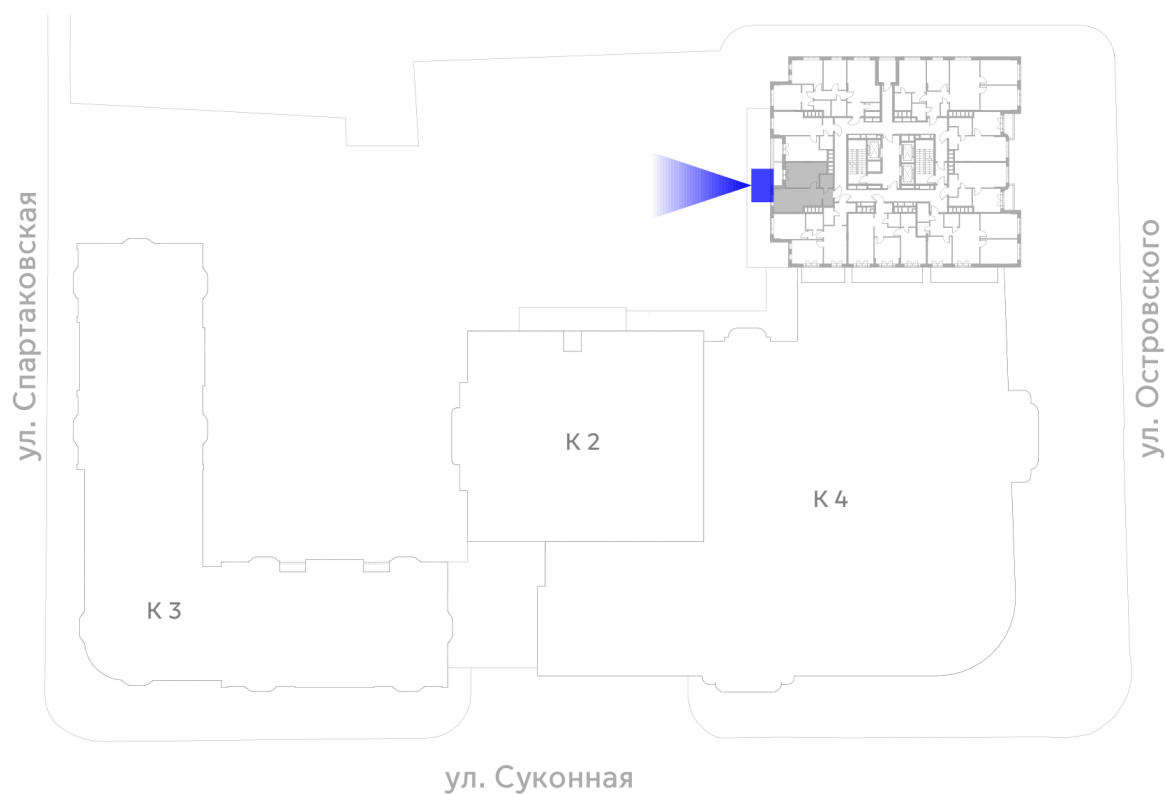 ул. Спартаковская
ул. Островского
К 2
К 4
К 3
ул. Суконная